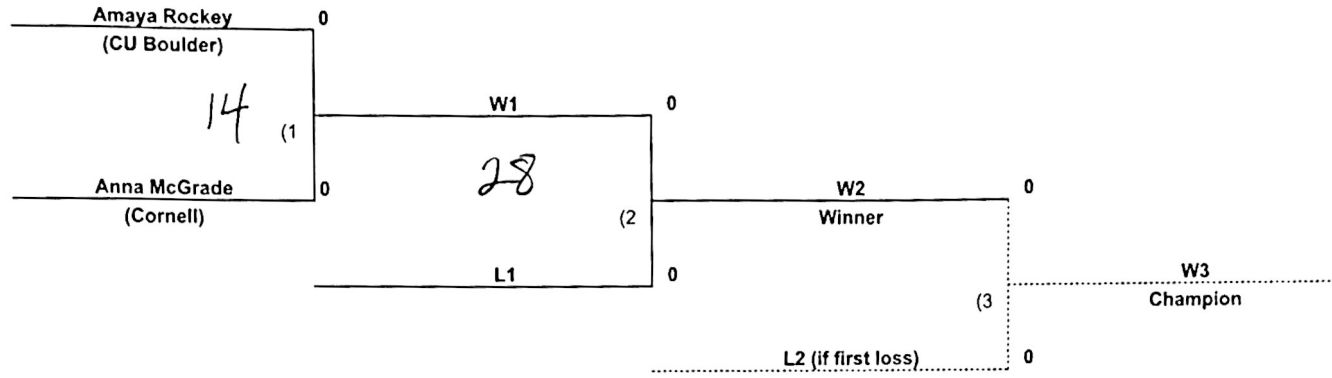 Amaya Rockey 0
(CU Boulder)
14 (1 W1 0
Anna McGrade 0 28 W2 0
(Cornell) (2 Winner
L1 0 W3
(3 Champion
L2 (if first loss) 0